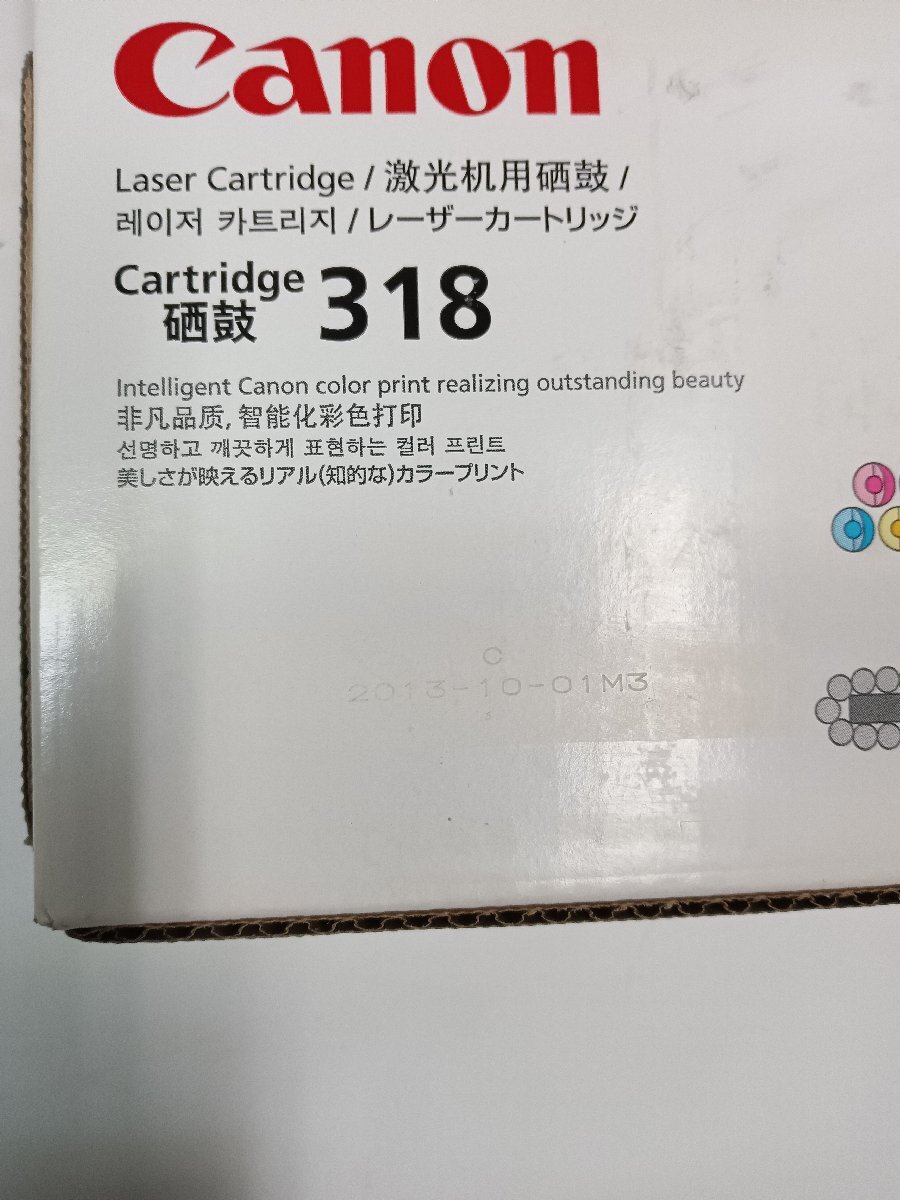 Canon
Laser Cartridge / 激光机用硒鼓 /
레이저 카트리지 / レーザーカートリッジ
Cartridge 318
硒鼓
Intelligent Canon color print realizing outstanding beauty
非凡品质, 智能化彩色打印
선명하고 깨끗하게 표현하는 컬러 프린트
美しさが映えるリアル(知的な)カラープリント
C
2013-10-01M3